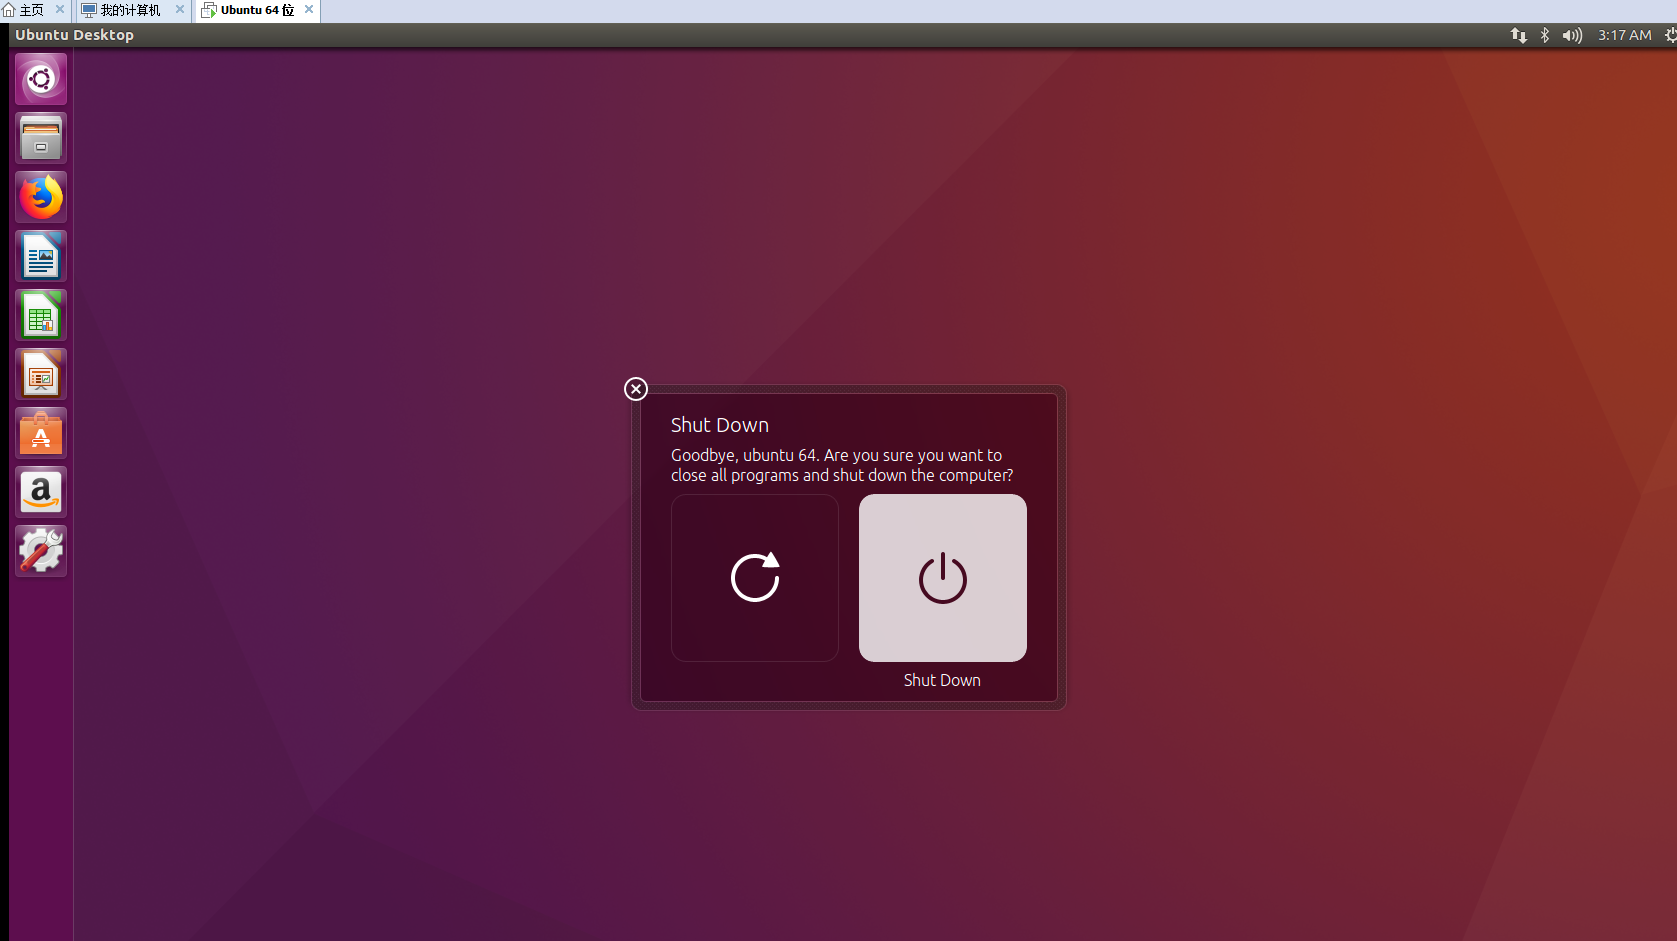 主页
我的计算机
Ubuntu 64 位
Ubuntu Desktop
3:17 AM
Shut Down
Goodbye, ubuntu 64. Are you sure you want to
close all programs and shut down the computer?
Shut Down